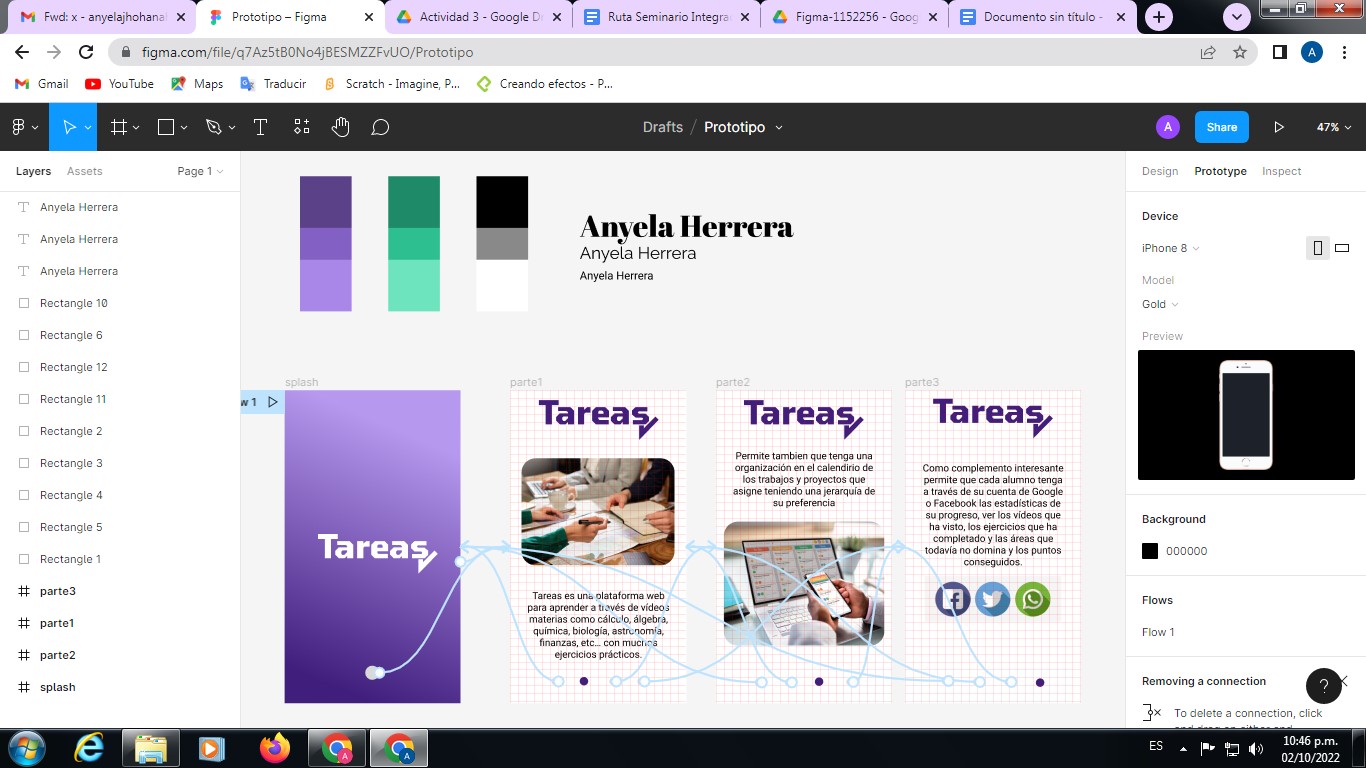 Fwd: x - anyelajhohanal
Prototipo – Figma
Actividad 3 - Google Dr
Ruta Seminario Integra
Figma-1152256 - Goog
Documento sin título -
figma.com/file/q7Az5tB0No4jBESMZZFvUO/Prototipo
A
Gmail
YouTube
Maps
Traducir
Scratch - Imagine, P...
Creando efectos - P...
Drafts / Prototipo
A
Share
47%
Layers
Assets
Page 1
Anyela Herrera
Anyela Herrera
Anyela Herrera
Rectangle 10
Rectangle 6
Rectangle 12
Rectangle 11
Rectangle 2
Rectangle 3
Rectangle 4
Rectangle 5
Rectangle 1
parte3
parte1
parte2
splash
Anyela Herrera
Anyela Herrera
Anyela Herrera
splash
w 1
Tareas
parte1
Tareas
Tareas es una plataforma web
para aprender a través de vídeos
materias como cálculo, álgebra,
química, biología, astronomía,
finanzas, etc... con muchos
ejercicios prácticos.
parte2
Tareas
Permite tambien que tenga una
organización en el calendirio de
los trabajos y proyectos que
asigne teniendo una jerarquía de
su preferencia
parte3
Tareas
Como complemento interesante
permite que cada alumno tenga
a través de su cuenta de Google
o Facebook las estadísticas de
su progreso, ver los vídeos que
ha visto, los ejercicios que ha
completado y las áreas que
todavía no domina y los puntos
conseguidos.
Design
Prototype
Inspect
Device
iPhone 8
Model
Gold
Preview
Background
000000
Flows
Flow 1
Removing a connection
?
To delete a connection, click
and drag on either end
A
A
ES
10:46 p.m.
02/10/2022